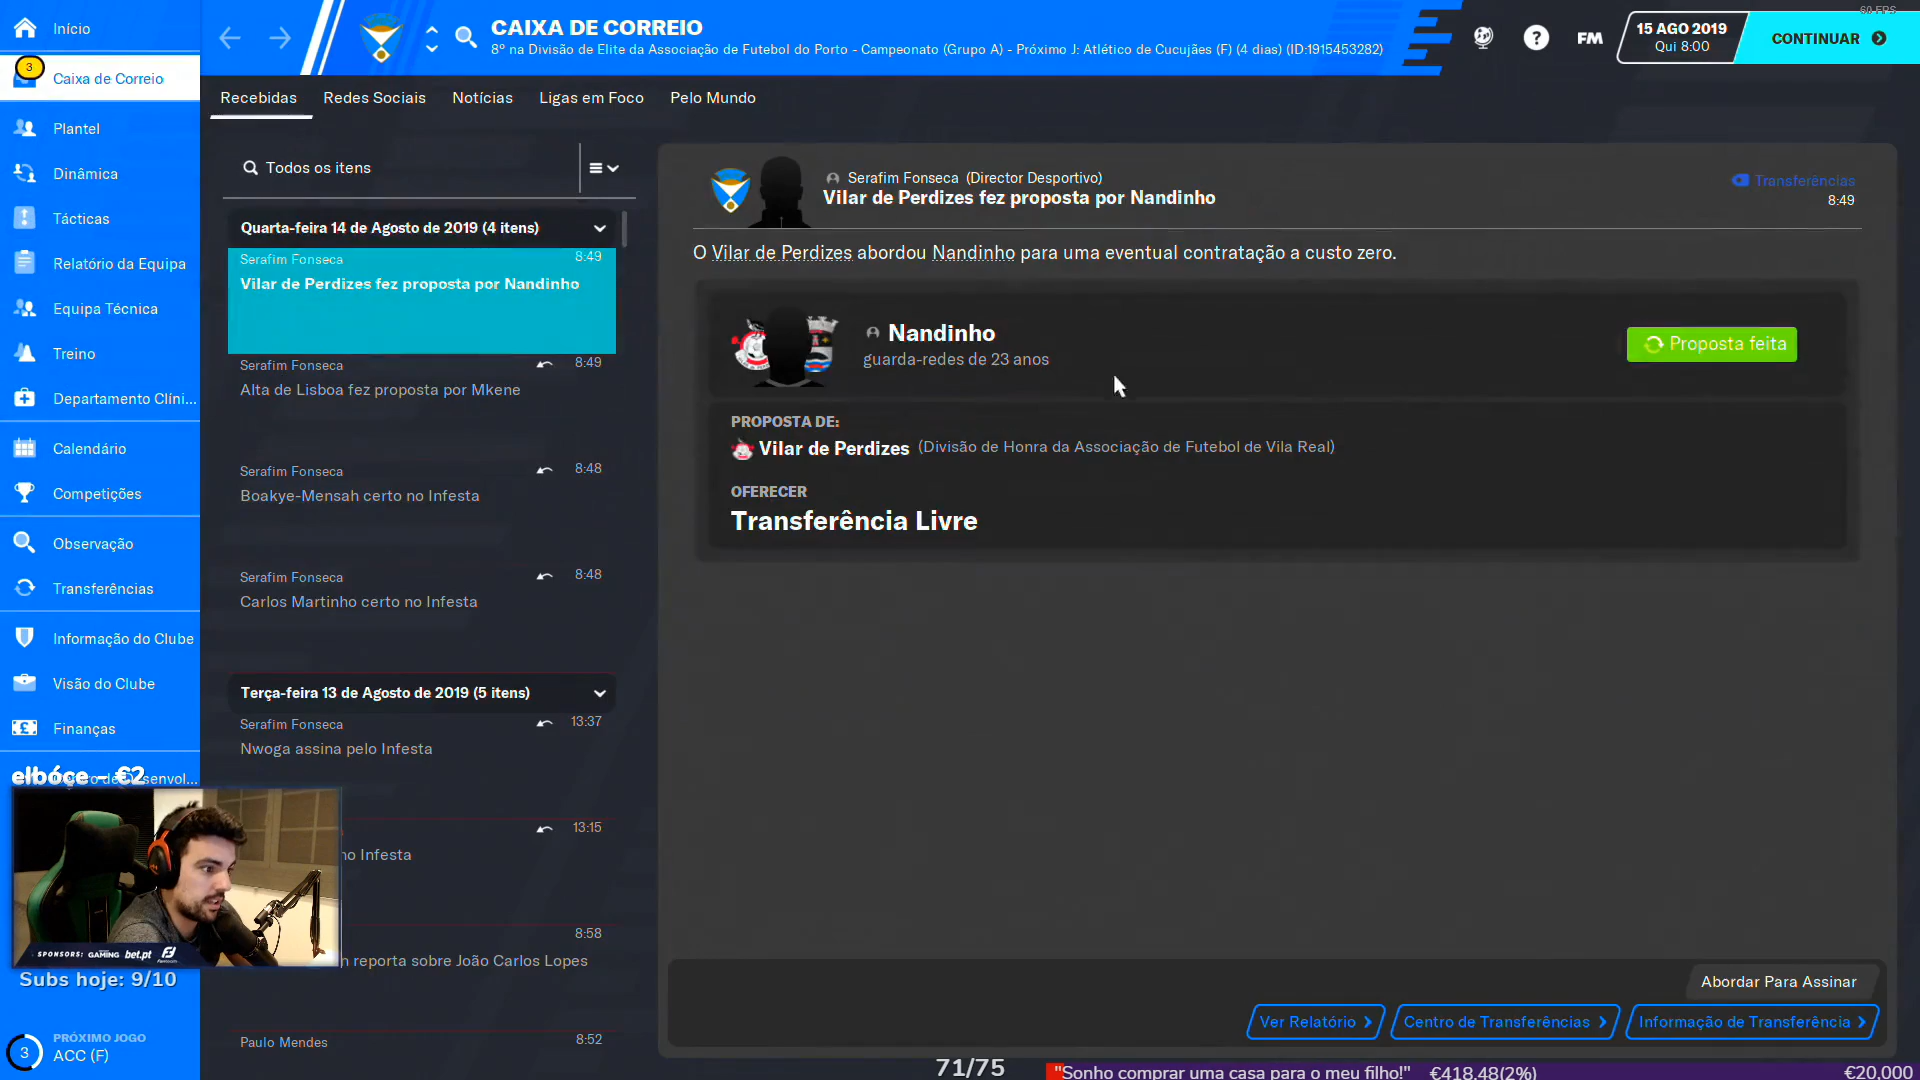 60 FPS
Início
3
Caixa de Correio
Plantel
Dinâmica
Tácticas
Relatório da Equipa
Equipa Técnica
Treino
Departamento Clíni...
Calendário
Competições
Observação
Transferências
Informação do Clube
Visão do Clube
Finanças
elbóçe - €2
SPONSORS: GAMING bet.pt
Subs hoje: 9/10
3
PRÓXIMO JOGO
ACC (F)
CAIXA DE CORREIO
8º na Divisão de Elite da Associação de Futebol do Porto - Campeonato (Grupo A) - Próximo J: Atlético de Cucujães (F) (4 dias) (ID:1915453282)
?
FM
15 AGO 2019
Qui 8:00
CONTINUAR
Recebidas
Redes Sociais
Notícias
Ligas em Foco
Pelo Mundo
Todos os itens
Quarta-feira 14 de Agosto de 2019 (4 itens)
Serafim Fonseca 8:49
Vilar de Perdizes fez proposta por Nandinho
Serafim Fonseca 8:49
Alta de Lisboa fez proposta por Mkene
Serafim Fonseca 8:48
Boakye-Mensah certo no Infesta
Serafim Fonseca 8:48
Carlos Martinho certo no Infesta
Terça-feira 13 de Agosto de 2019 (5 itens)
Serafim Fonseca 13:37
Nwoga assina pelo Infesta
13:15
no Infesta
8:58
reporta sobre João Carlos Lopes
Paulo Mendes 8:52
Serafim Fonseca (Director Desportivo)
Vilar de Perdizes fez proposta por Nandinho
Transferências
8:49
O Vilar de Perdizes abordou Nandinho para uma eventual contratação a custo zero.
Nandinho
guarda-redes de 23 anos
Proposta feita
PROPOSTA DE:
Vilar de Perdizes (Divisão de Honra da Associação de Futebol de Vila Real)
OFERECER
Transferência Livre
Abordar Para Assinar
Ver Relatório
Centro de Transferências
Informação de Transferência
71/75
"Sonho comprar uma casa para o meu filho!" €418,48(2%) €20,000